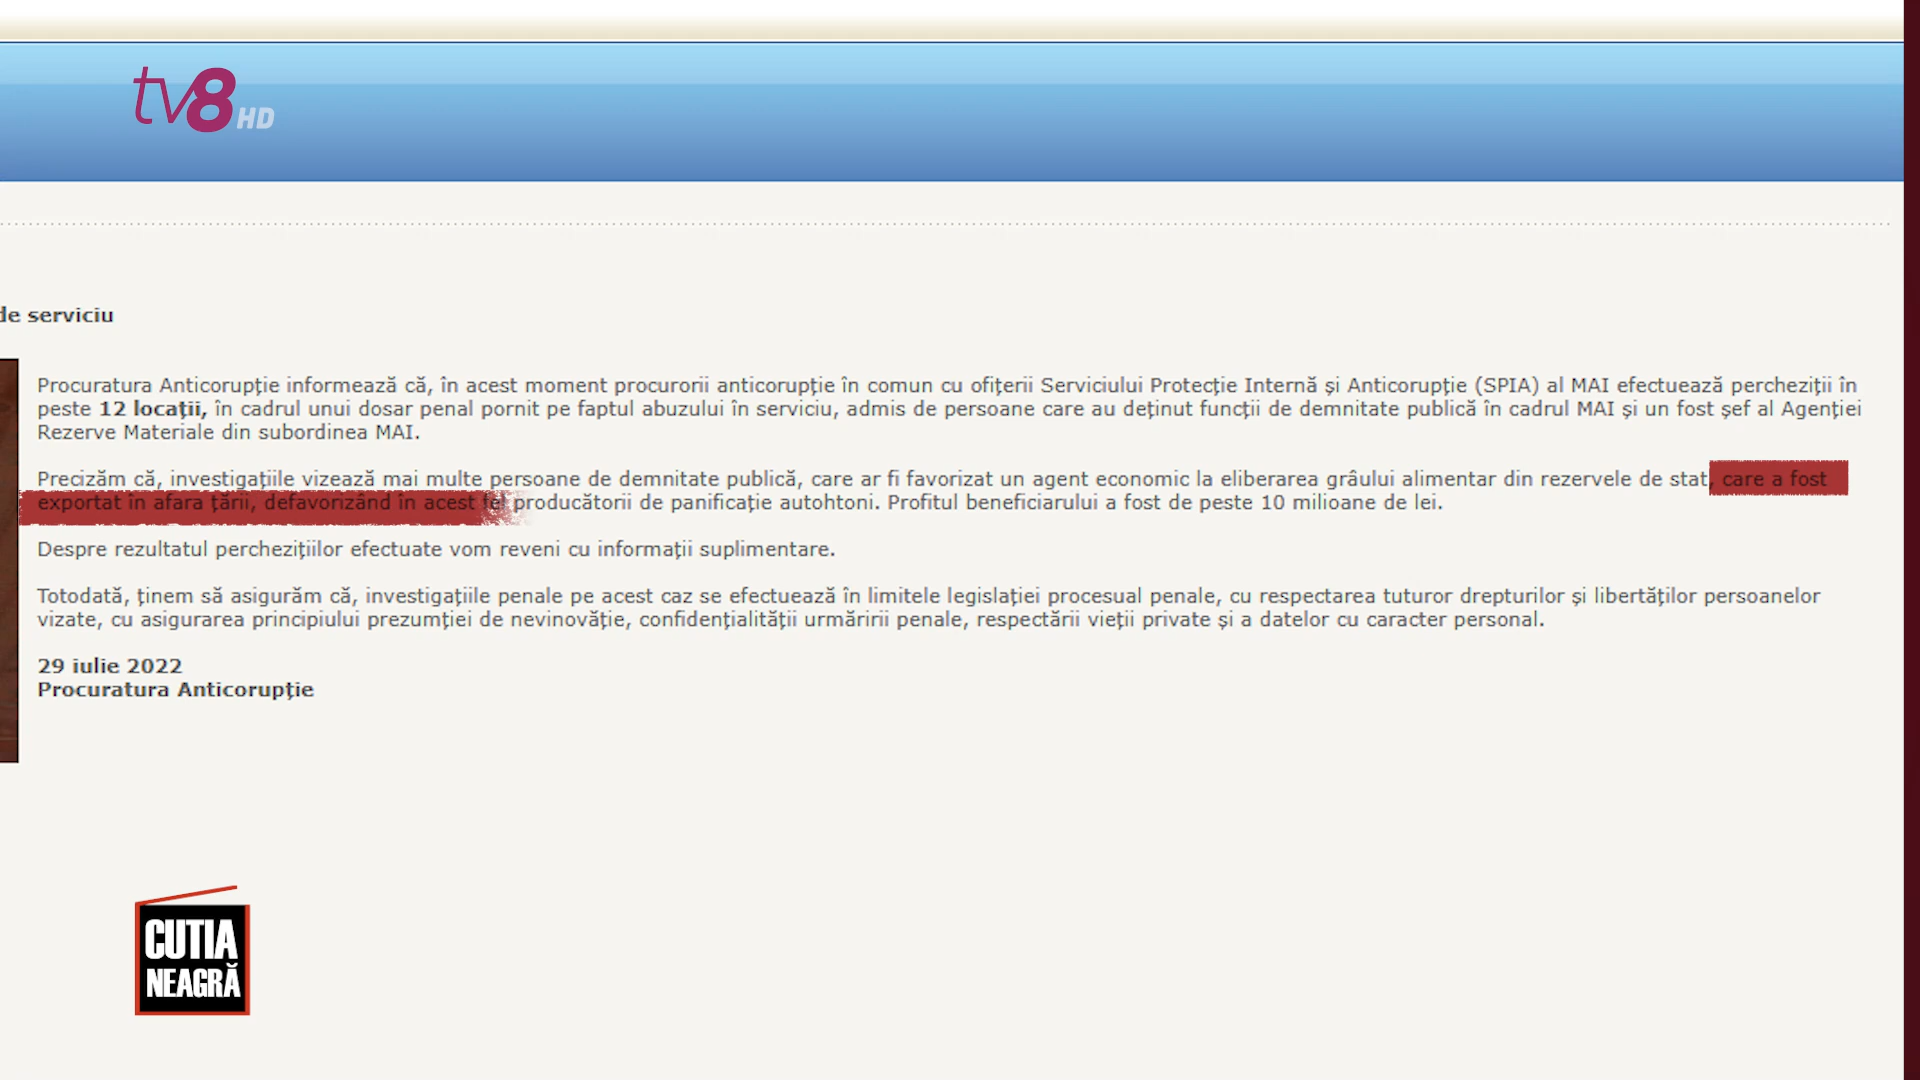 tv8 HD
de serviciu
Procuratura Anticorupție informează că, în acest moment procurorii anticorupție în comun cu ofițerii Serviciului Protecție Internă și Anticorupție (SPIA) al MAI efectuează percheziții în
peste 12 locații, în cadrul unui dosar penal pornit pe faptul abuzului în serviciu, admis de persoane care au deținut funcții de demnitate publică în cadrul MAI și un fost șef al Agenției
Rezerve Materiale din subordinea MAI.
Precizăm că, investigațiile vizează mai multe persoane de demnitate publică, care ar fi favorizat un agent economic la eliberarea grâului alimentar din rezervele de stat, care a fost
exportat în afara țării, defavorizând în acest fel producătorii de panificație autohtoni. Profitul beneficiarului a fost de peste 10 milioane de lei.
Despre rezultatul perchezițiilor efectuate vom reveni cu informații suplimentare.
Totodată, ținem să asigurăm că, investigațiile penale pe acest caz se efectuează în limitele legislației procesual penale, cu respectarea tuturor drepturilor și libertăților persoanelor
vizate, cu asigurarea principiului prezumției de nevinovăție, confidențialității urmăririi penale, respectării vieții private și a datelor cu caracter personal.
29 iulie 2022
Procuratura Anticorupție
CUTIA
NEAGRĂ